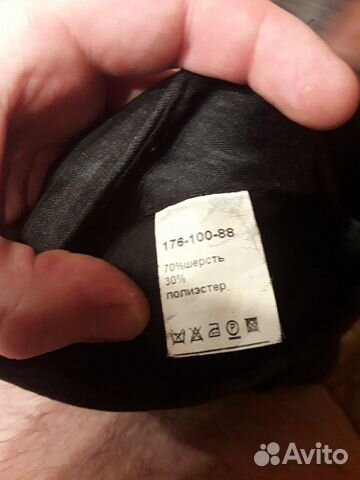 176-100-88
70%шерсть
30%
полиэстер
P
Avito